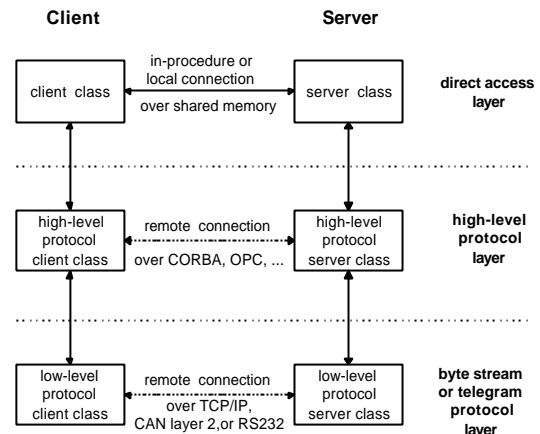 Client
Server
in-procedure or
local connection
over shared memory
client class
server class
direct access
layer
high-level
protocol
client class
remote connection
over CORBA, OPC, ...
high-level
protocol
server class
high-level
protocol
layer
low-level
protocol
client class
remote connection
over TCP/IP,
CAN layer 2,or RS232
low-level
protocol
server class
byte stream
or telegram
protocol
layer